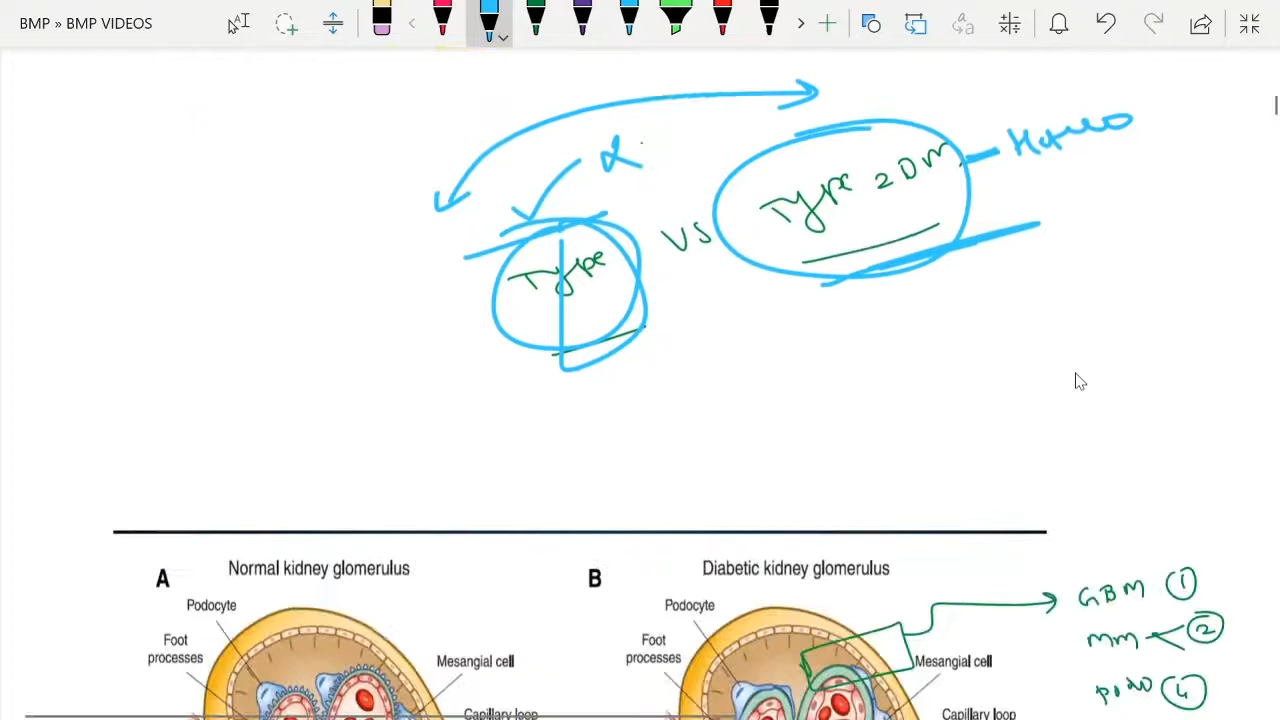 BMP » BMP VIDEOS
α
Type 2 DM
VS
Type
A
Normal kidney glomerulus
B
Diabetic kidney glomerulus
Podocyte
Foot
processes
Mesangial cell
Capillary loop
Podocyte
Foot
processes
Mesangial cell
Capillary loop
GBM 1
MM 2
podo 4